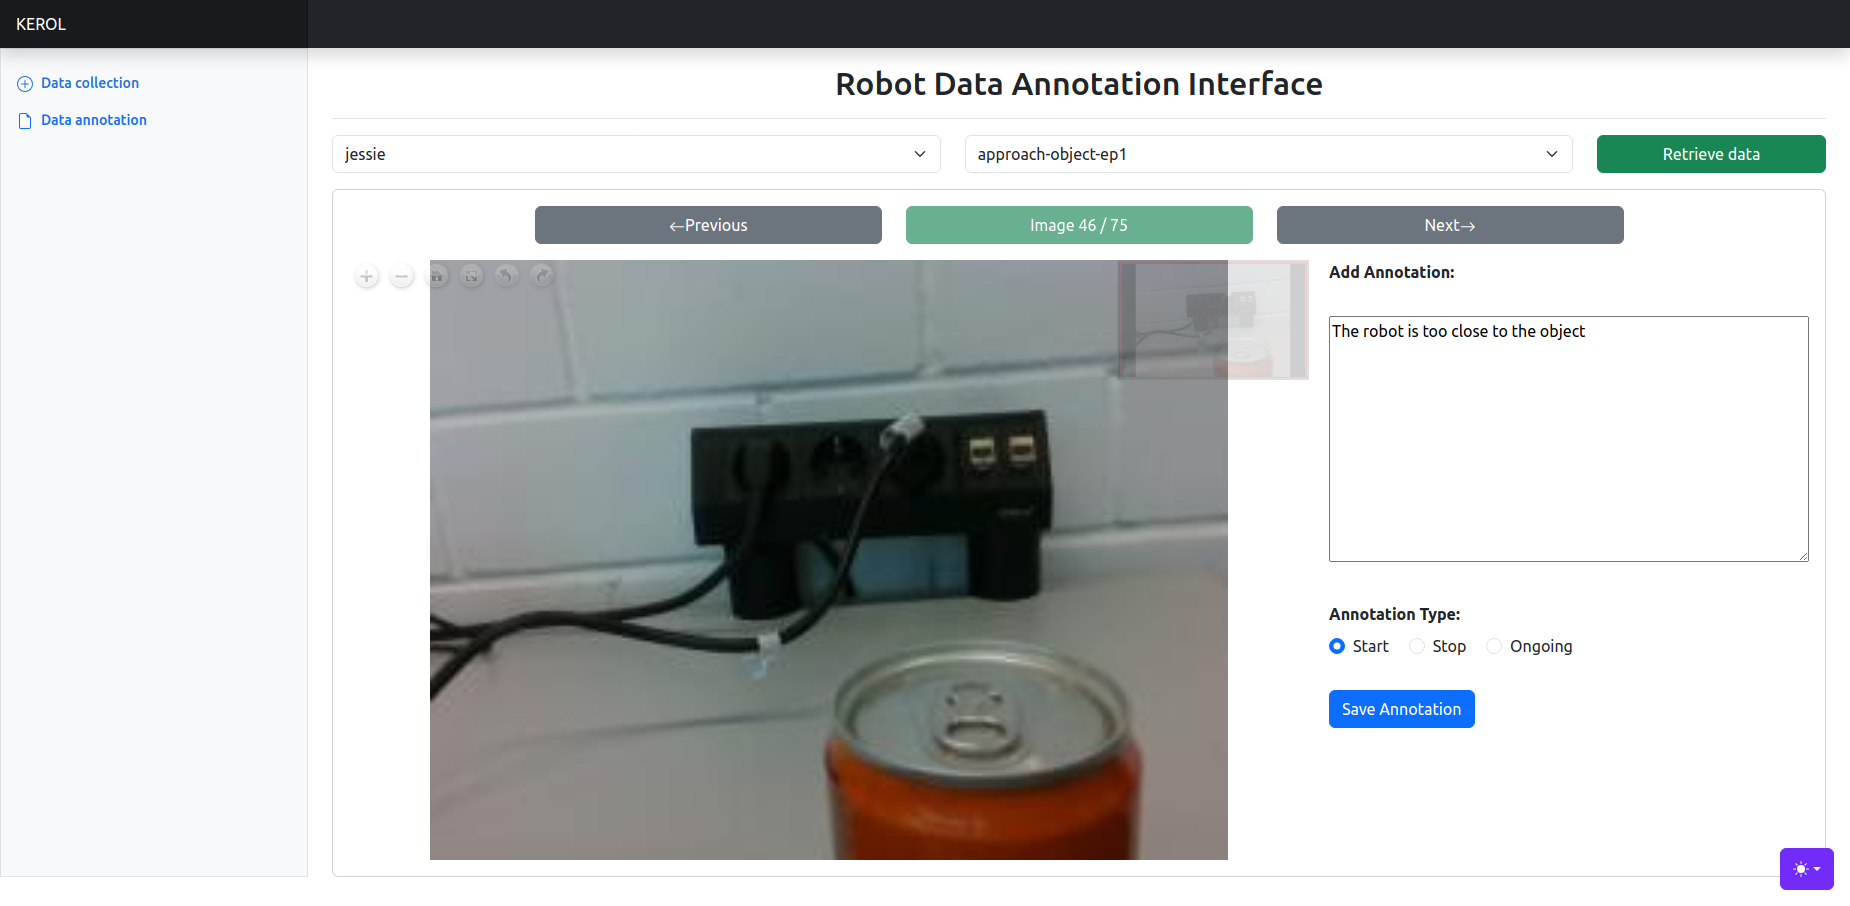 KEROL
Data collection
Data annotation
Robot Data Annotation Interface
jessie
approach-object-ep1
Retrieve data
←Previous
Image 46 / 75
Next→
Add Annotation:
The robot is too close to the object
Annotation Type:
Start
Stop
Ongoing
Save Annotation